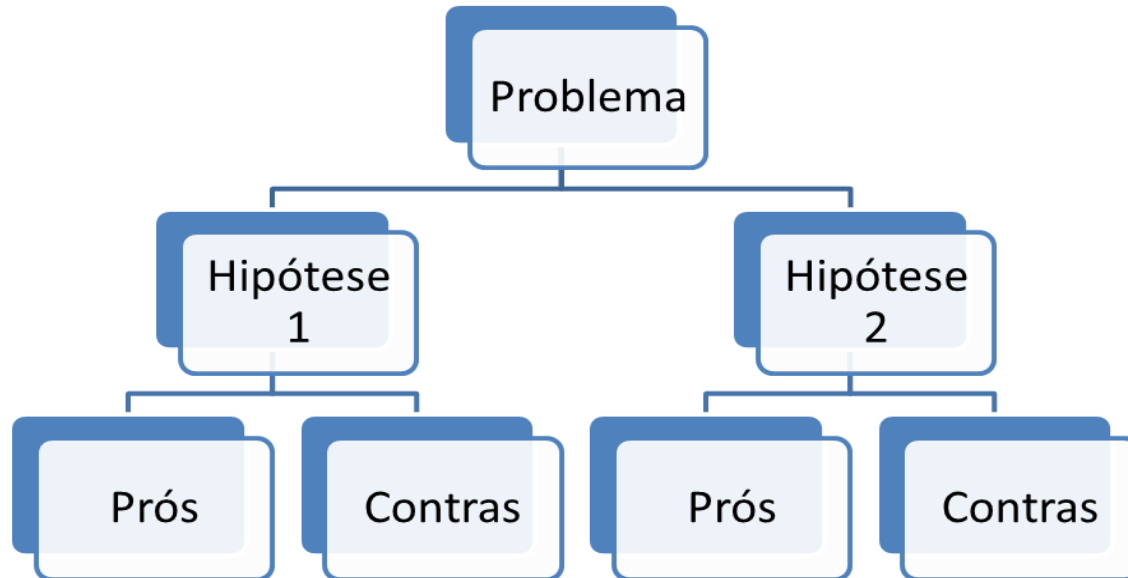 Problema
Hipótese
1
Hipótese
2
Prós
Contras
Prós
Contras